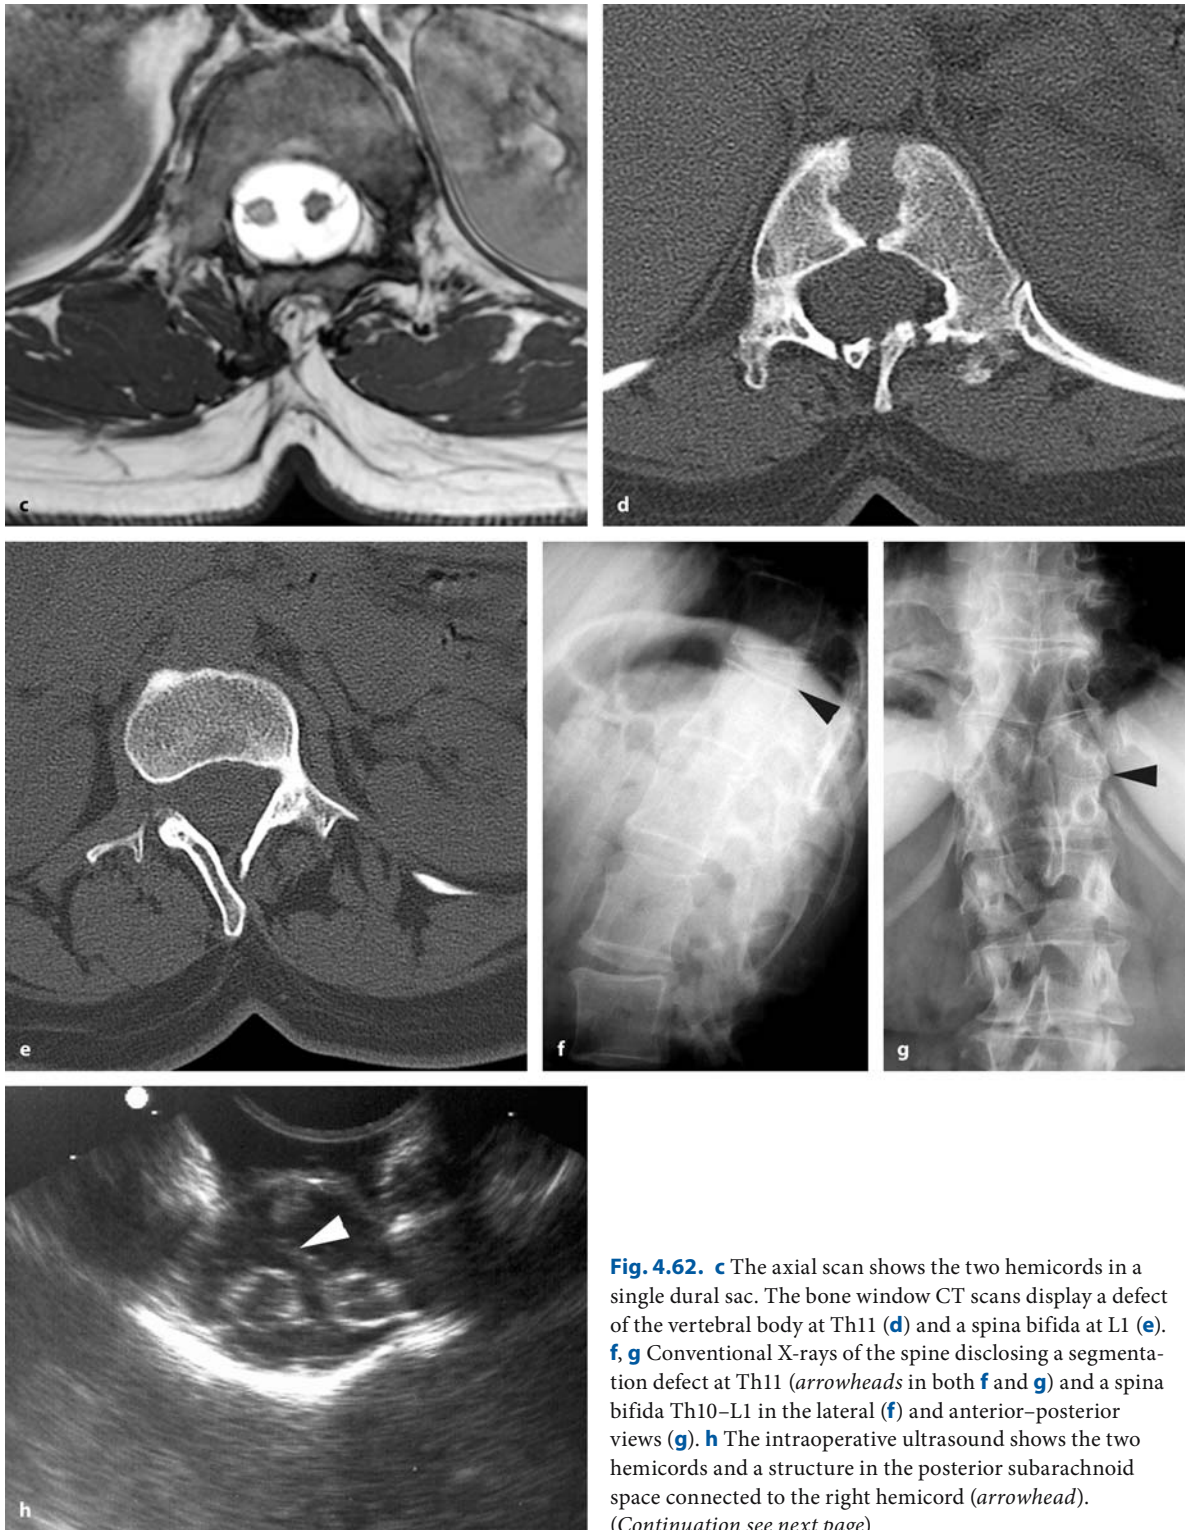 c
d
e
f
g
h
Fig. 4.62. c The axial scan shows the two hemicords in a
single dural sac. The bone window CT scans display a defect
of the vertebral body at Th11 (d) and a spina bifida at L1 (e).
f, g Conventional X-rays of the spine disclosing a segmenta-
tion defect at Th11 (arrowheads in both f and g) and a spina
bifida Th10–L1 in the lateral (f) and anterior–posterior
views (g). h The intraoperative ultrasound shows the two
hemicords and a structure in the posterior subarachnoid
space connected to the right hemicord (arrowhead).
(Continuation see next page)